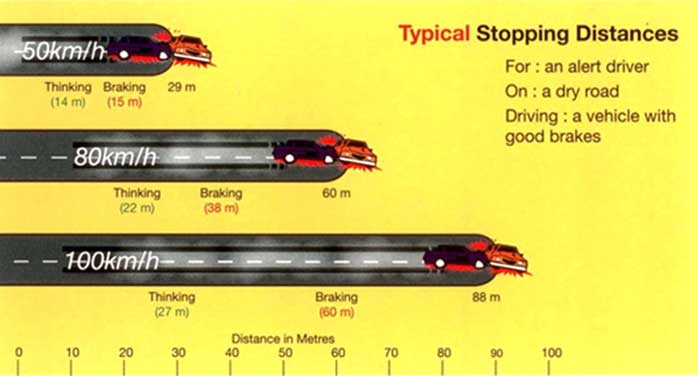 Typical Stopping Distances
For : an alert driver
On : a dry road
Driving : a vehicle with
good brakes
50km/h
Thinking Braking 29 m
(14 m) (15 m)
80km/h
Thinking Braking 60 m
(22 m) (38 m)
100km/h
Thinking Braking 88 m
(27 m) (60 m)
Distance in Metres
0 10 20 30 40 50 60 70 80 90 100